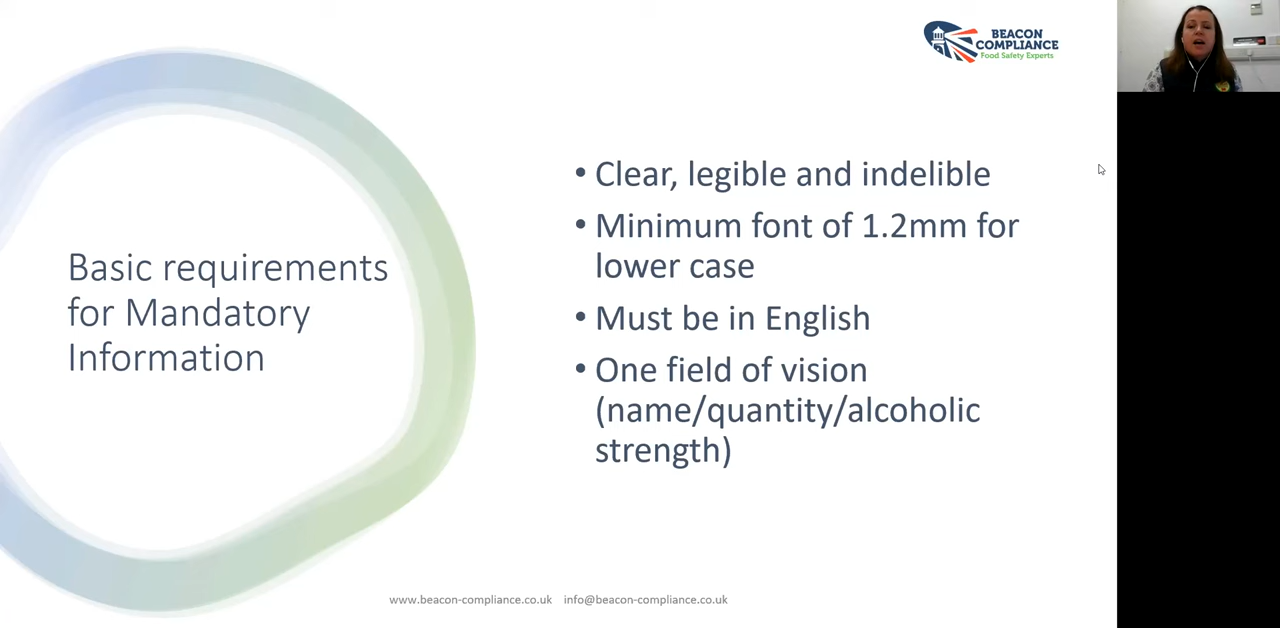 BEACON
COMPLIANCE
Food Safety Experts
Basic requirements
for Mandatory
Information
• Clear, legible and indelible
• Minimum font of 1.2mm for
lower case
• Must be in English
• One field of vision
(name/quantity/alcoholic
strength)
www.beacon-compliance.co.uk info@beacon-compliance.co.uk